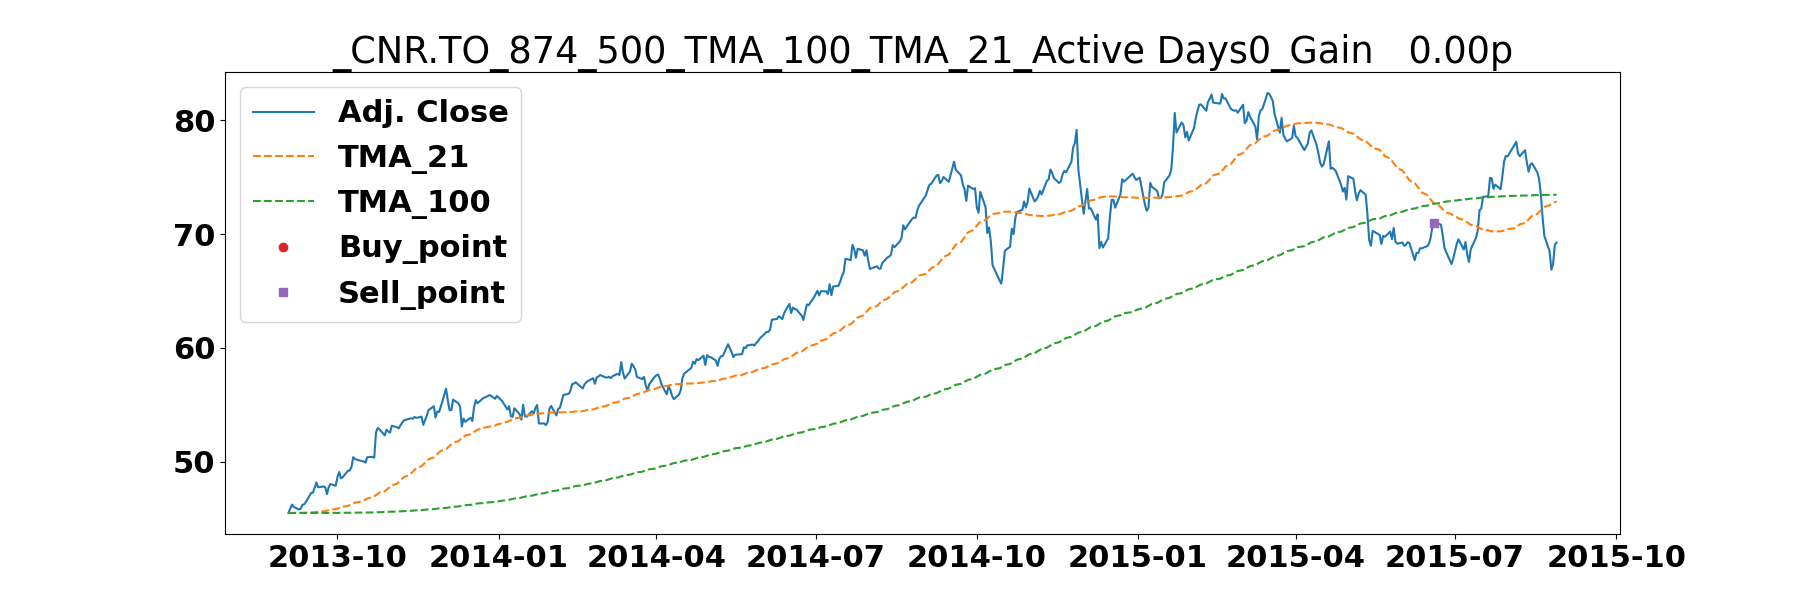 _CNR.TO_874_500_TMA_100_TMA_21_Active Days0_Gain   0.00p
Adj. Close
TMA_21
TMA_100
Buy_point
Sell_point
80
70
60
50
2013-10 2014-01 2014-04 2014-07 2014-10 2015-01 2015-04 2015-07 2015-10